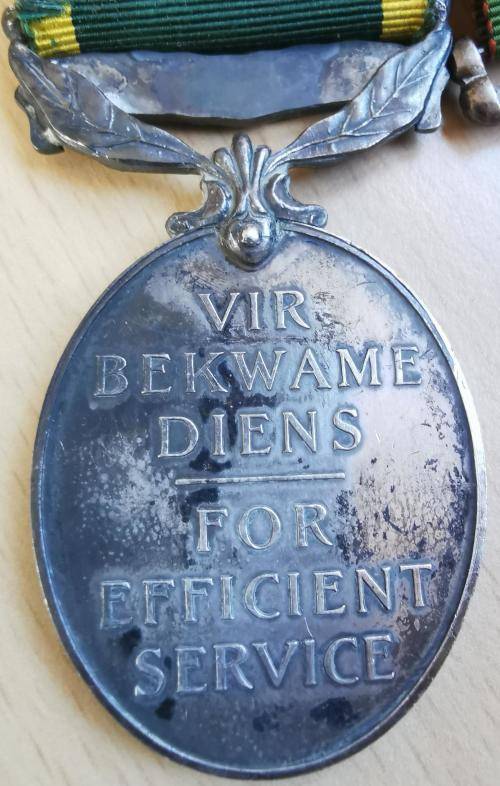 VIR
BEKWAME
DIENS
FOR
EFFICIENT
SERVICE